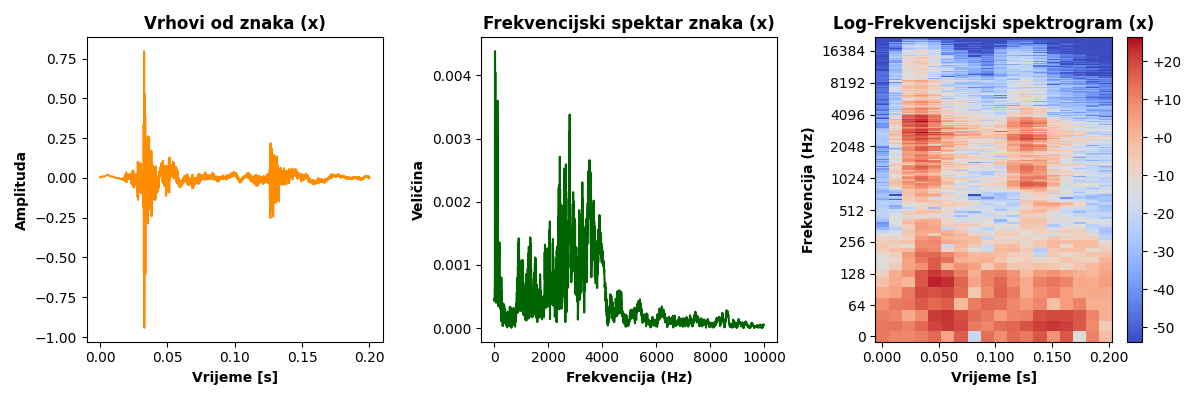 Vrhovi od znaka (x)
Amplituda
0.75
0.50
0.25
0.00
−0.25
−0.50
−0.75
−1.00
0.00 0.05 0.10 0.15 0.20
Vrijeme [s]
Frekvencijski spektar znaka (x)
Veličina
0.004
0.003
0.002
0.001
0.000
0 2000 4000 6000 8000 10000
Frekvencija (Hz)
Log-Frekvencijski spektrogram (x)
Frekvencija (Hz)
16384
8192
4096
2048
1024
512
256
128
64
0
0.000 0.050 0.100 0.150 0.200
Vrijeme [s]
+20
+10
+0
-10
-20
-30
-40
-50